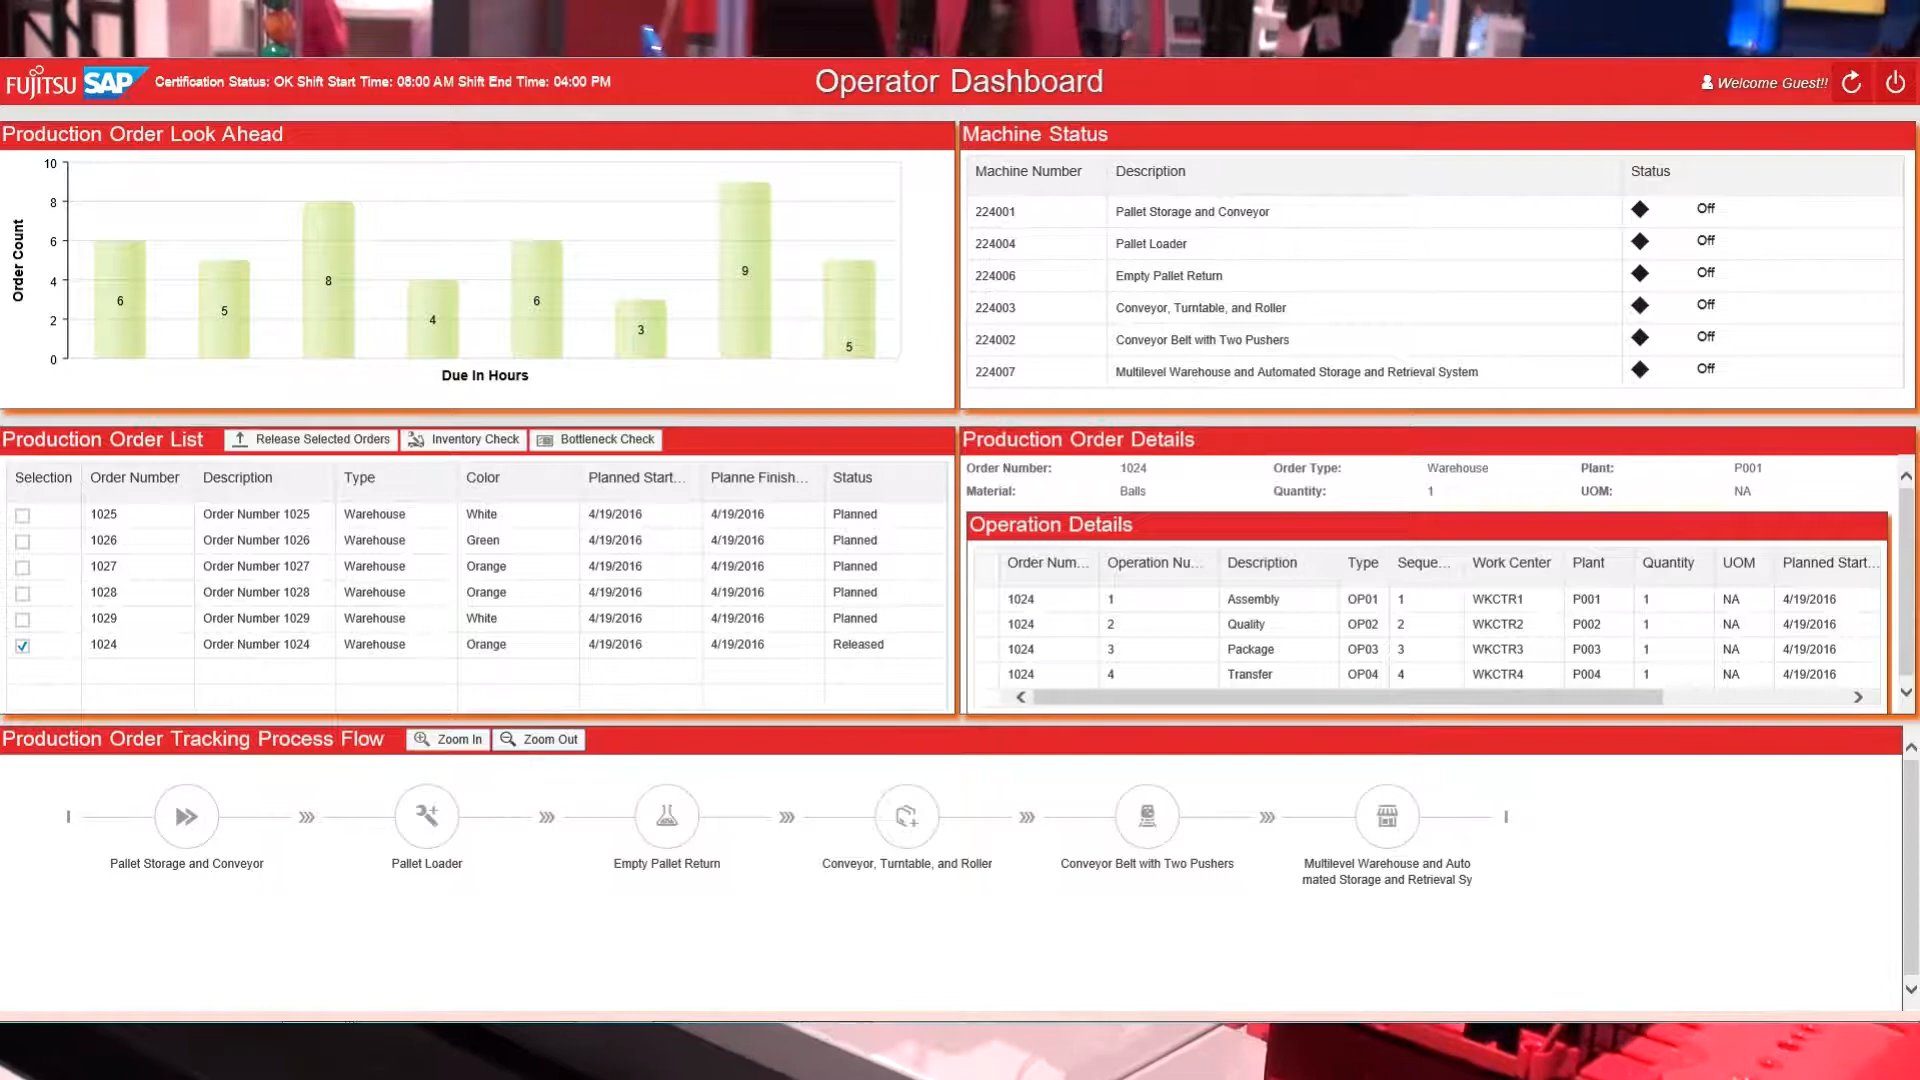 FUJITSU SAP Certification Status: OK Shift Start Time: 08:00 AM Shift End Time: 04:00 PM
Operator Dashboard
Welcome Guest!!
Production Order Look Ahead
10
8
6
4
2
0
Order Count
6 5 8 4 6 3 9 5
Due In Hours
Machine Status
Machine Number Description Status
224001 Pallet Storage and Conveyor Off
224004 Pallet Loader Off
224006 Empty Pallet Return Off
224003 Conveyor, Turntable, and Roller Off
224002 Conveyor Belt with Two Pushers Off
224007 Multilevel Warehouse and Automated Storage and Retrieval System Off
Production Order List Release Selected Orders Inventory Check Bottleneck Check
Selection Order Number Description Type Color Planned Start... Planne Finish... Status
1025 Order Number 1025 Warehouse White 4/19/2016 4/19/2016 Planned
1026 Order Number 1026 Warehouse Green 4/19/2016 4/19/2016 Planned
1027 Order Number 1027 Warehouse Orange 4/19/2016 4/19/2016 Planned
1028 Order Number 1028 Warehouse Orange 4/19/2016 4/19/2016 Planned
1029 Order Number 1029 Warehouse White 4/19/2016 4/19/2016 Planned
1024 Order Number 1024 Warehouse Orange 4/19/2016 4/19/2016 Released
Production Order Details
Order Number: 1024 Order Type: Warehouse Plant: P001
Material: Balls Quantity: 1 UOM: NA
Operation Details
Order Num... Operation Nu... Description Type Seque... Work Center Plant Quantity UOM Planned Start...
1024 1 Assembly OP01 1 WKCTR1 P001 1 NA 4/19/2016
1024 2 Quality OP02 2 WKCTR2 P002 1 NA 4/19/2016
1024 3 Package OP03 3 WKCTR3 P003 1 NA 4/19/2016
1024 4 Transfer OP04 4 WKCTR4 P004 1 NA 4/19/2016
Production Order Tracking Process Flow Zoom In Zoom Out
Pallet Storage and Conveyor
Pallet Loader
Empty Pallet Return
Conveyor, Turntable, and Roller
Conveyor Belt with Two Pushers
Multilevel Warehouse and Auto
mated Storage and Retrieval Sy